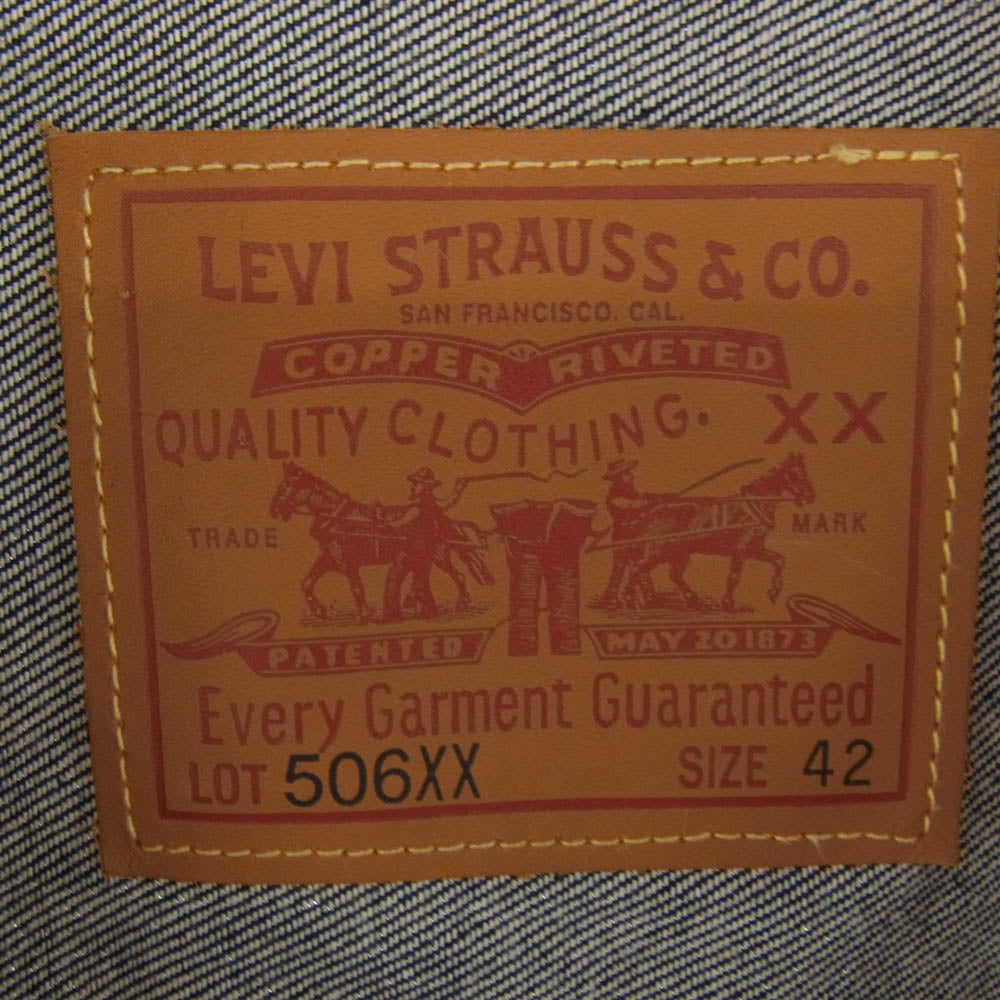 LEVI STRAUSS & CO.
SAN FRANCISCO, CAL.
COPPER RIVETED
QUALITY CLOTHING. XX
TRADE MARK
PATENTED MAY 20 1873
Every Garment Guaranteed
LOT 506XX SIZE 42